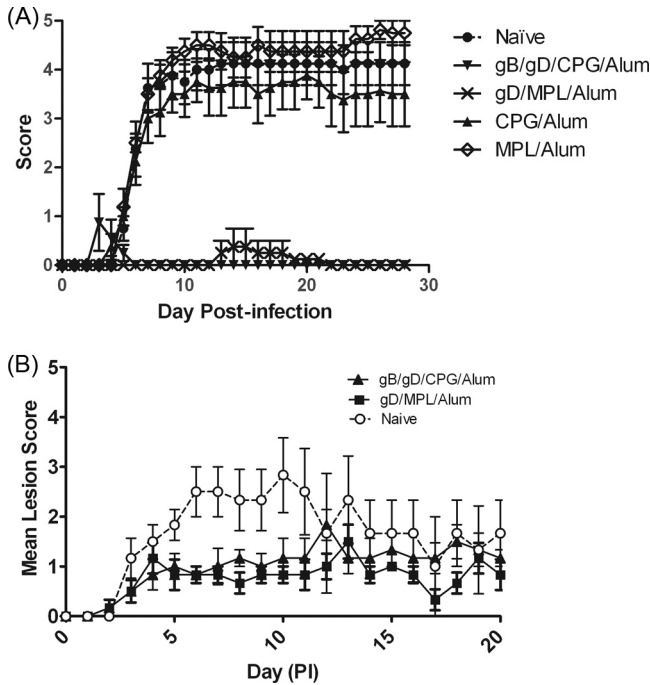 (A)
5
4
3
2
1
0
Score
0 10 20 30
Day Post-infection
Naïve
gB/gD/CPG/Alum
gD/MPL/Alum
CPG/Alum
MPL/Alum
(B)
5
4
3
2
1
0
Mean Lesion Score
0 5 10 15 20
Day (PI)
gB/gD/CPG/Alum
gD/MPL/Alum
Naive